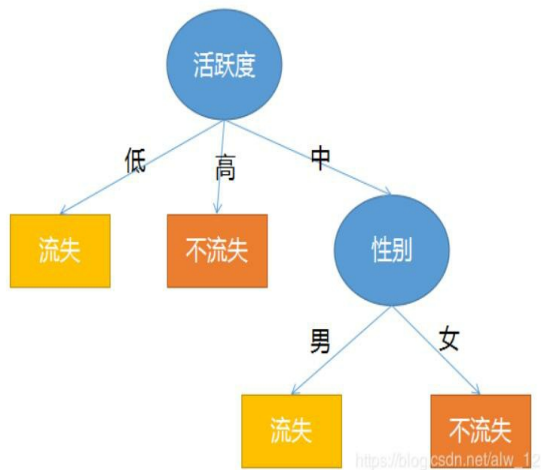 活跃度
低
高
中
流失
不流失
性别
男
女
流失
不流失
https://blog.csdn.net/alw_12